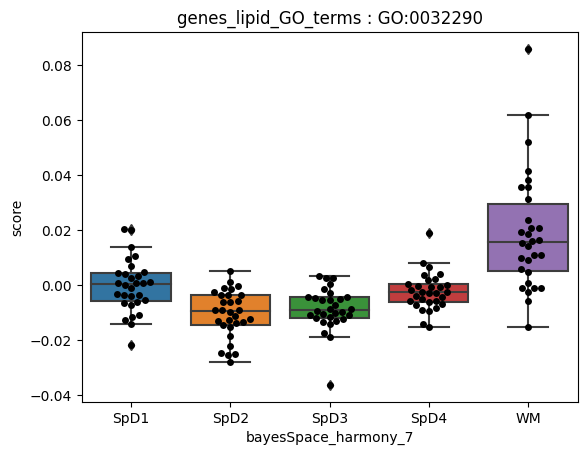 genes_lipid_GO_terms : GO:0032290
0.08
0.06
0.04
0.02
0.00
−0.02
−0.04
score
SpD1 SpD2 SpD3 SpD4 WM
bayesSpace_harmony_7